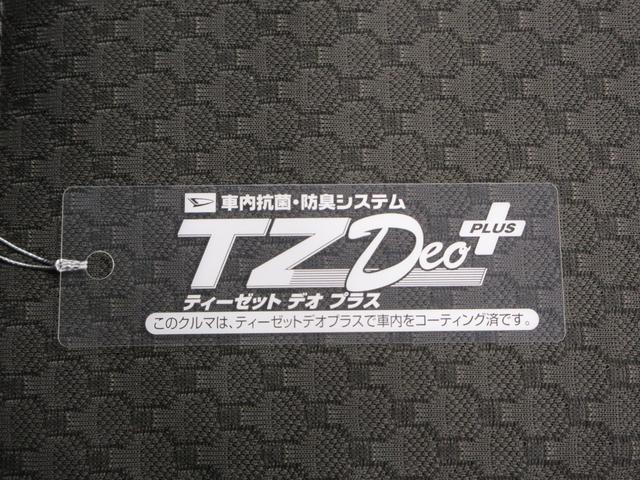 車内抗菌・防臭システム
TZ Deo PLUS
ティーゼット デオ プラス
このクルマは、ティーゼットデオプラスで車内をコーティング済です。